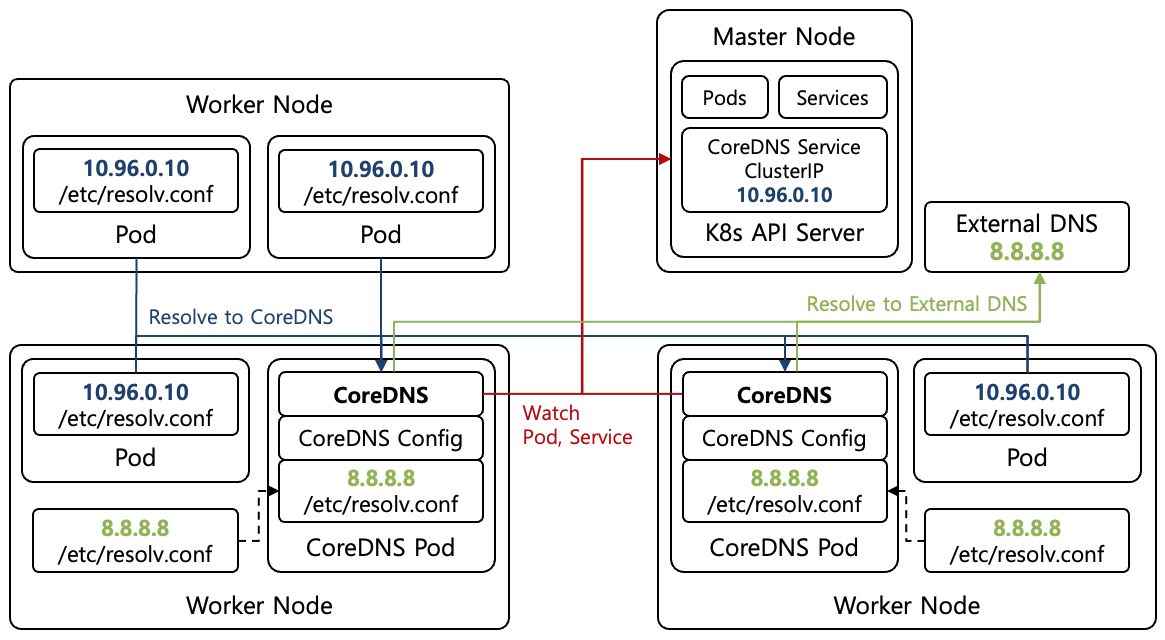 Master Node
Pods
Services
CoreDNS Service
ClusterIP
10.96.0.10
K8s API Server
Worker Node
10.96.0.10
/etc/resolv.conf
Pod
10.96.0.10
/etc/resolv.conf
Pod
External DNS
8.8.8.8
Resolve to CoreDNS
Resolve to External DNS
10.96.0.10
/etc/resolv.conf
Pod
8.8.8.8
/etc/resolv.conf
CoreDNS
CoreDNS Config
8.8.8.8
/etc/resolv.conf
CoreDNS Pod
Worker Node
Watch
Pod, Service
CoreDNS
CoreDNS Config
8.8.8.8
/etc/resolv.conf
CoreDNS Pod
10.96.0.10
/etc/resolv.conf
Pod
8.8.8.8
/etc/resolv.conf
Worker Node